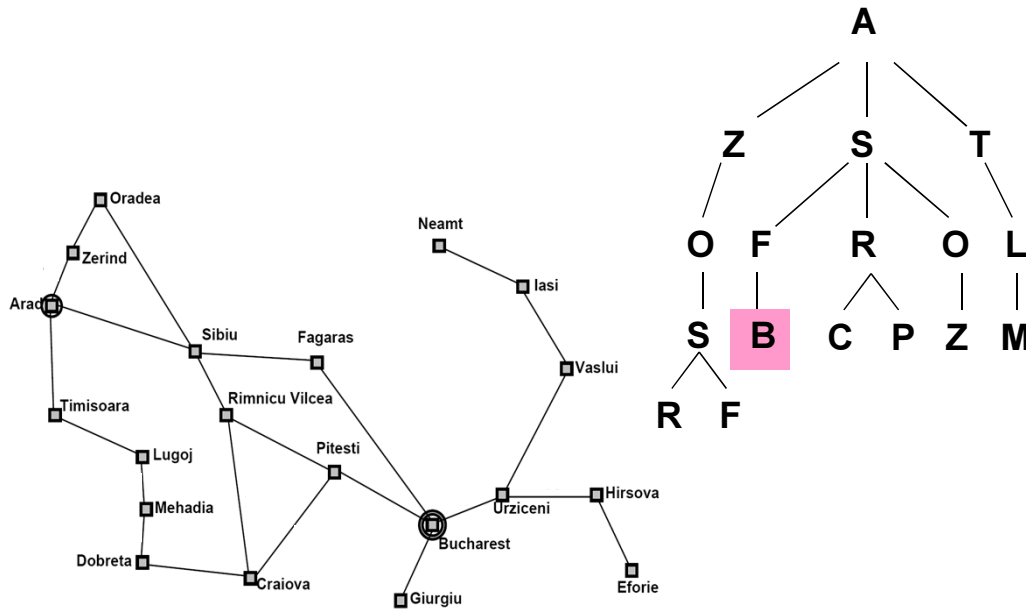 A
Z S T
Oradea
Neamt
O F R O L
Zerind
Iasi
Arad
Sibiu
Fagaras
S B C P Z M
Vaslui
Rimnicu Vilcea
Timisoara
R F
Pitesti
Lugoj
Mehadia
Hirsova
Urziceni
Bucharest
Dobreta
Craiova
Eforie
Giurgiu